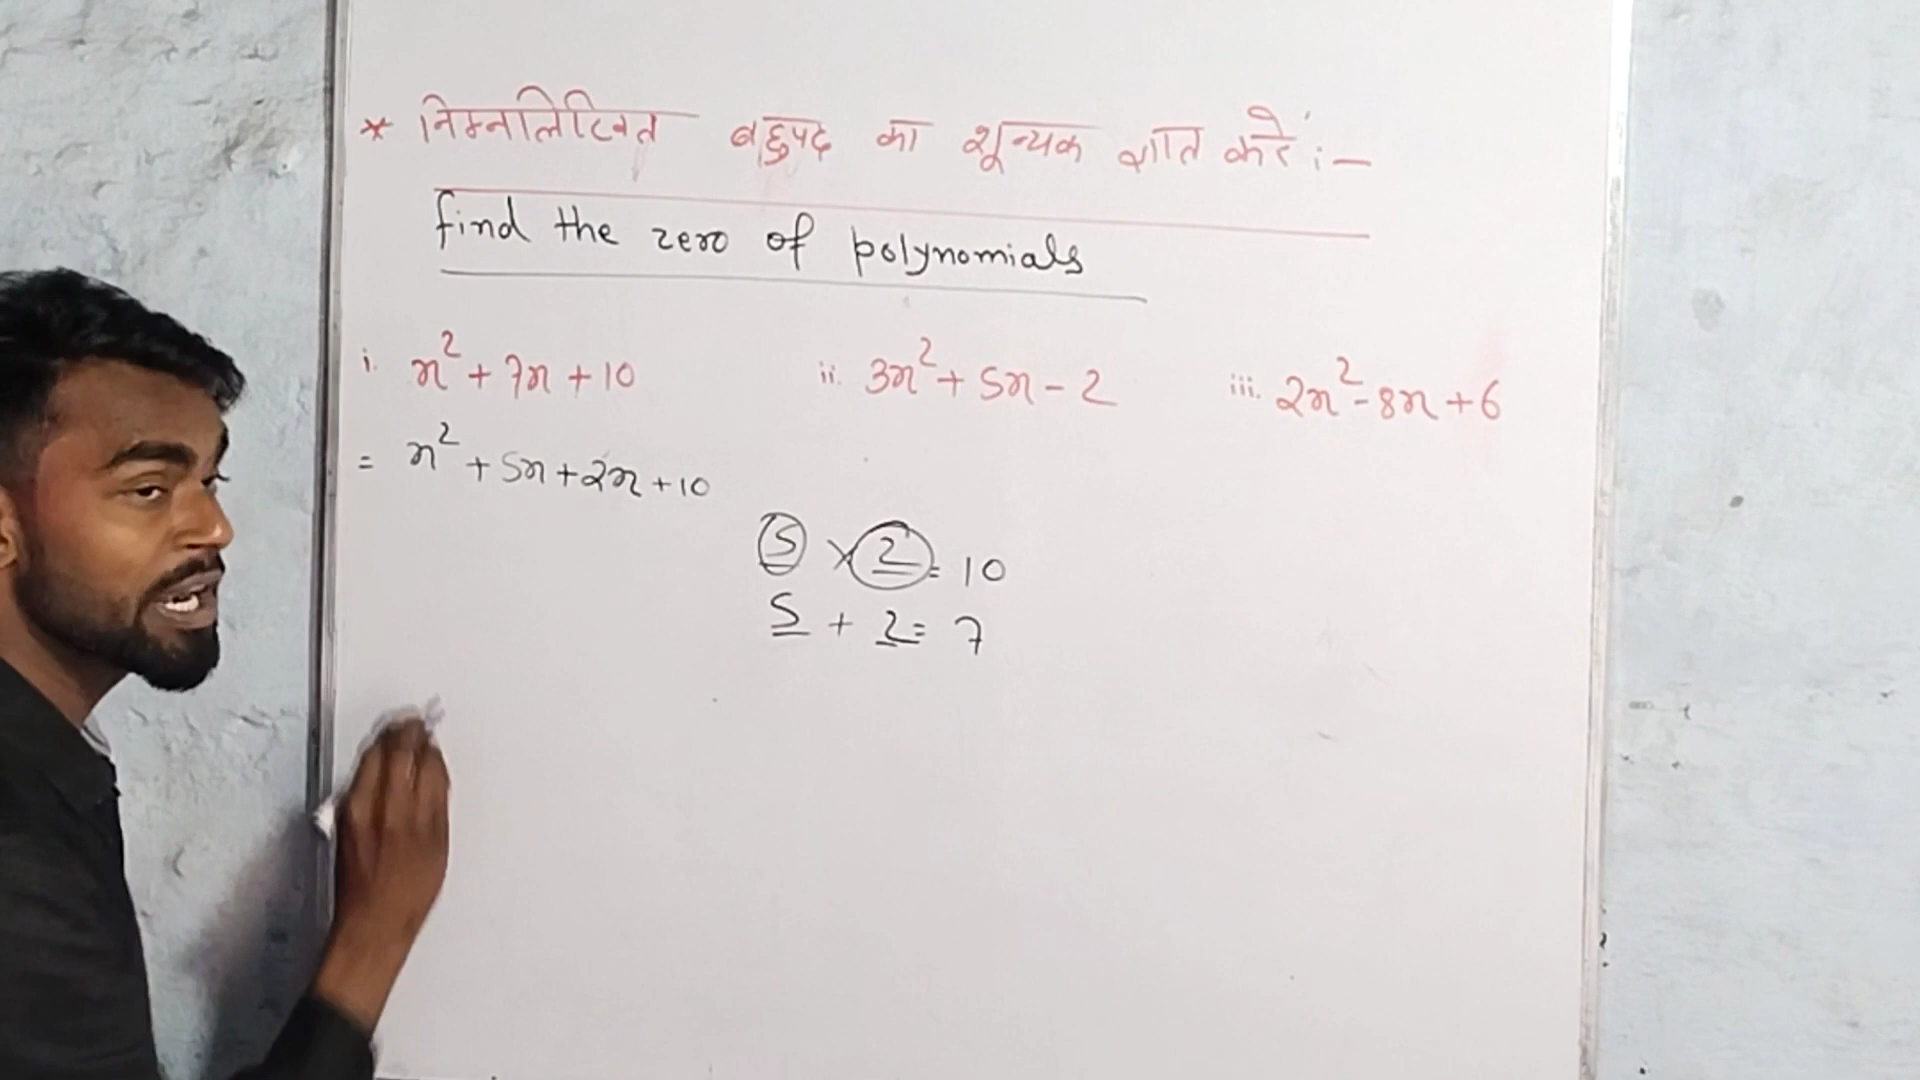 * निम्नलिखित बहुपद का शून्यक ज्ञात करें :-
find the zero of polynomials
i. x² + 7x + 10 ii. 3x² + 5x - 2 iii. 2x² - 8x + 6
= x² + 5x + 2x + 10
5 × 2 = 10
5 + 2 = 7